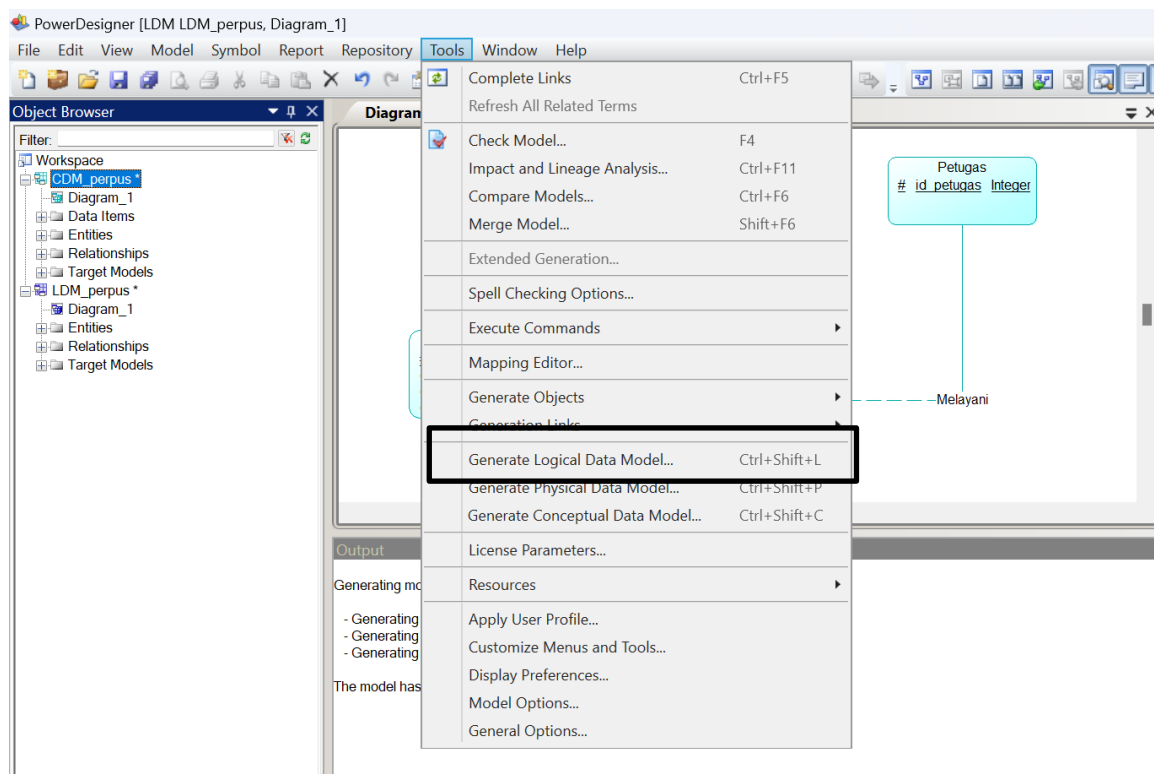 PowerDesigner [LDM LDM_perpus, Diagram_1]
File Edit View Model Symbol Report Repository Tools Window Help
Object Browser
Filter:
Workspace
CDM_perpus *
Diagram_1
Data Items
Entities
Relationships
Target Models
LDM_perpus *
Diagram_1
Entities
Relationships
Target Models
Diagram
Complete Links Ctrl+F5
Refresh All Related Terms
Check Model... F4
Impact and Lineage Analysis... Ctrl+F11
Compare Models... Ctrl+F6
Merge Model... Shift+F6
Extended Generation...
Spell Checking Options...
Execute Commands
Mapping Editor...
Generate Objects
Generation Links
Generate Logical Data Model... Ctrl+Shift+L
Generate Physical Data Model... Ctrl+Shift+P
Generate Conceptual Data Model... Ctrl+Shift+C
License Parameters...
Resources
Apply User Profile...
Customize Menus and Tools...
Display Preferences...
Model Options...
General Options...
Petugas
# id_petugas Integer
Melayani
Output
Generating mo
- Generating
- Generating
- Generating
The model has